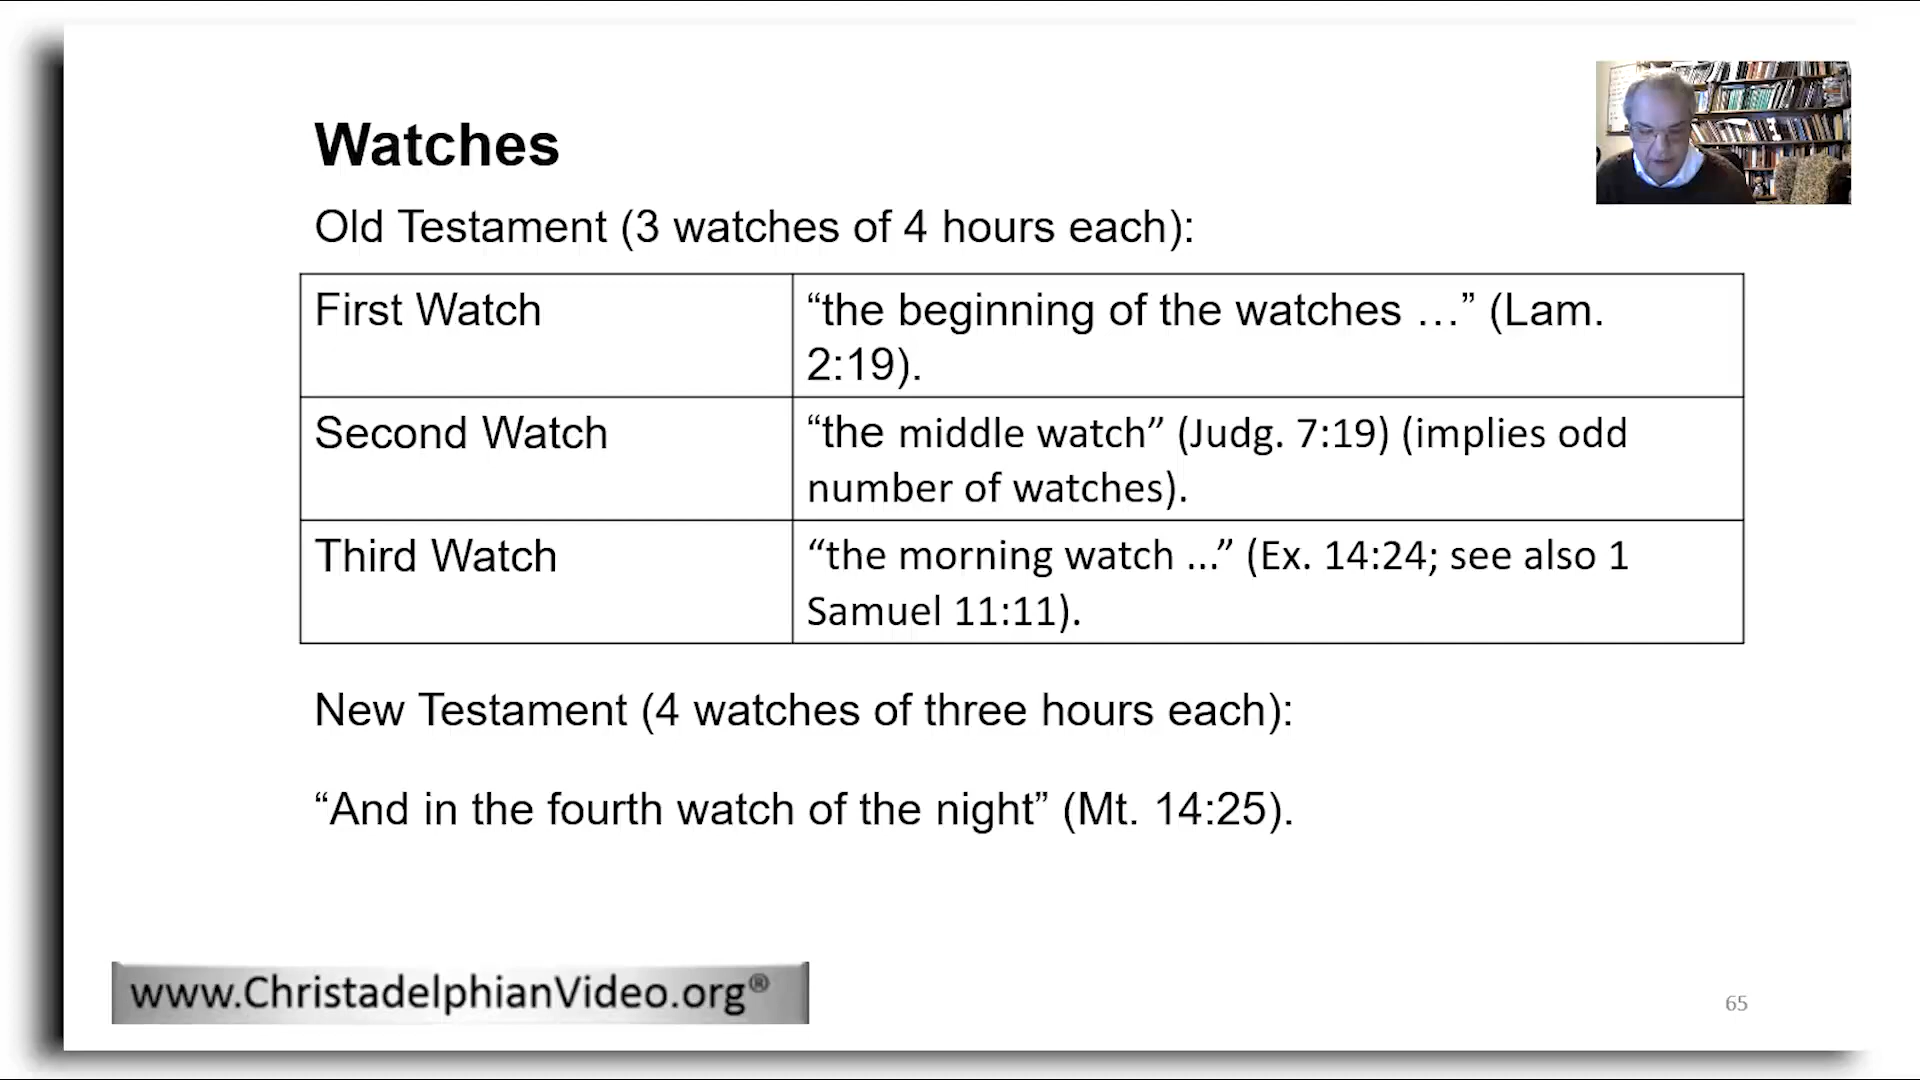 Watches
Old Testament (3 watches of 4 hours each):
First Watch
“the beginning of the watches …” (Lam.
2:19).
Second Watch
“the middle watch” (Judg. 7:19) (implies odd
number of watches).
Third Watch
“the morning watch ...” (Ex. 14:24; see also 1
Samuel 11:11).
New Testament (4 watches of three hours each):
“And in the fourth watch of the night” (Mt. 14:25).
www.ChristadelphianVideo.org®
65